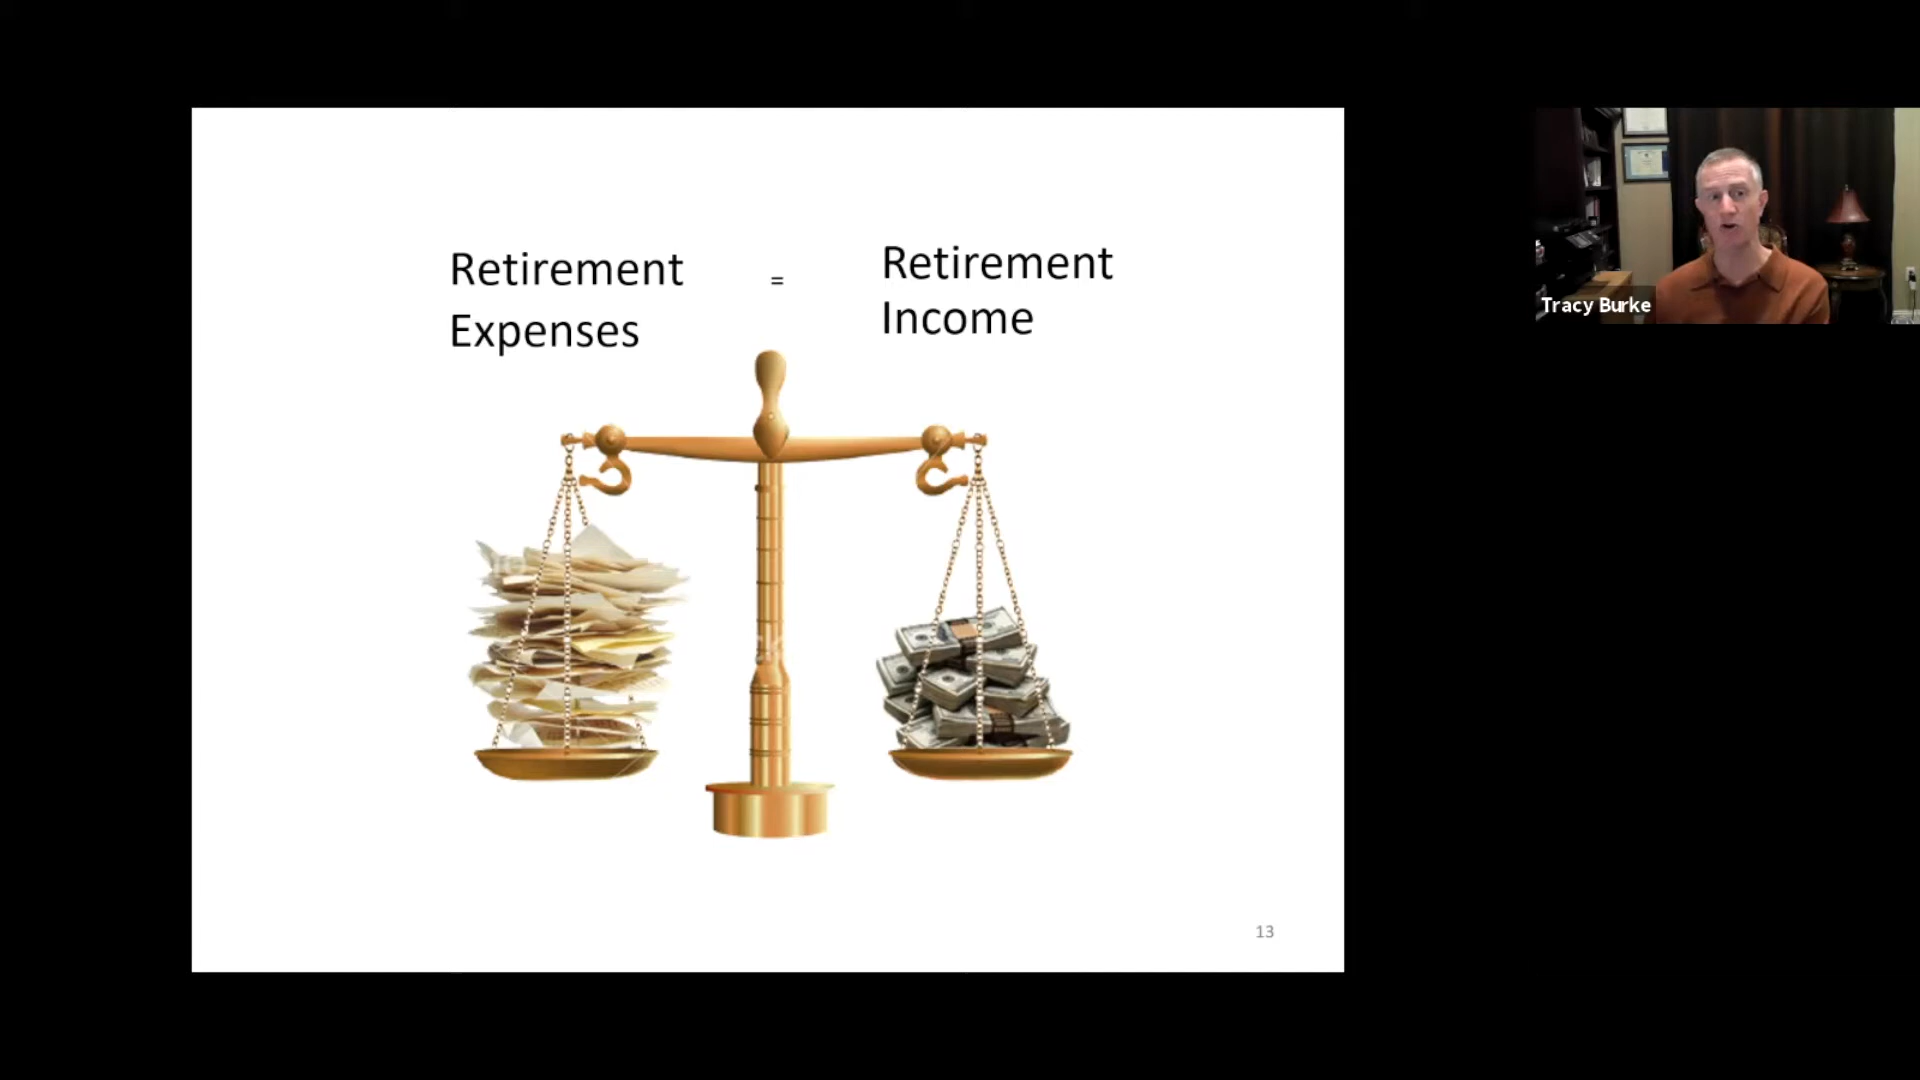 Retirement
Expenses
=
Retirement
Income
13
Tracy Burke